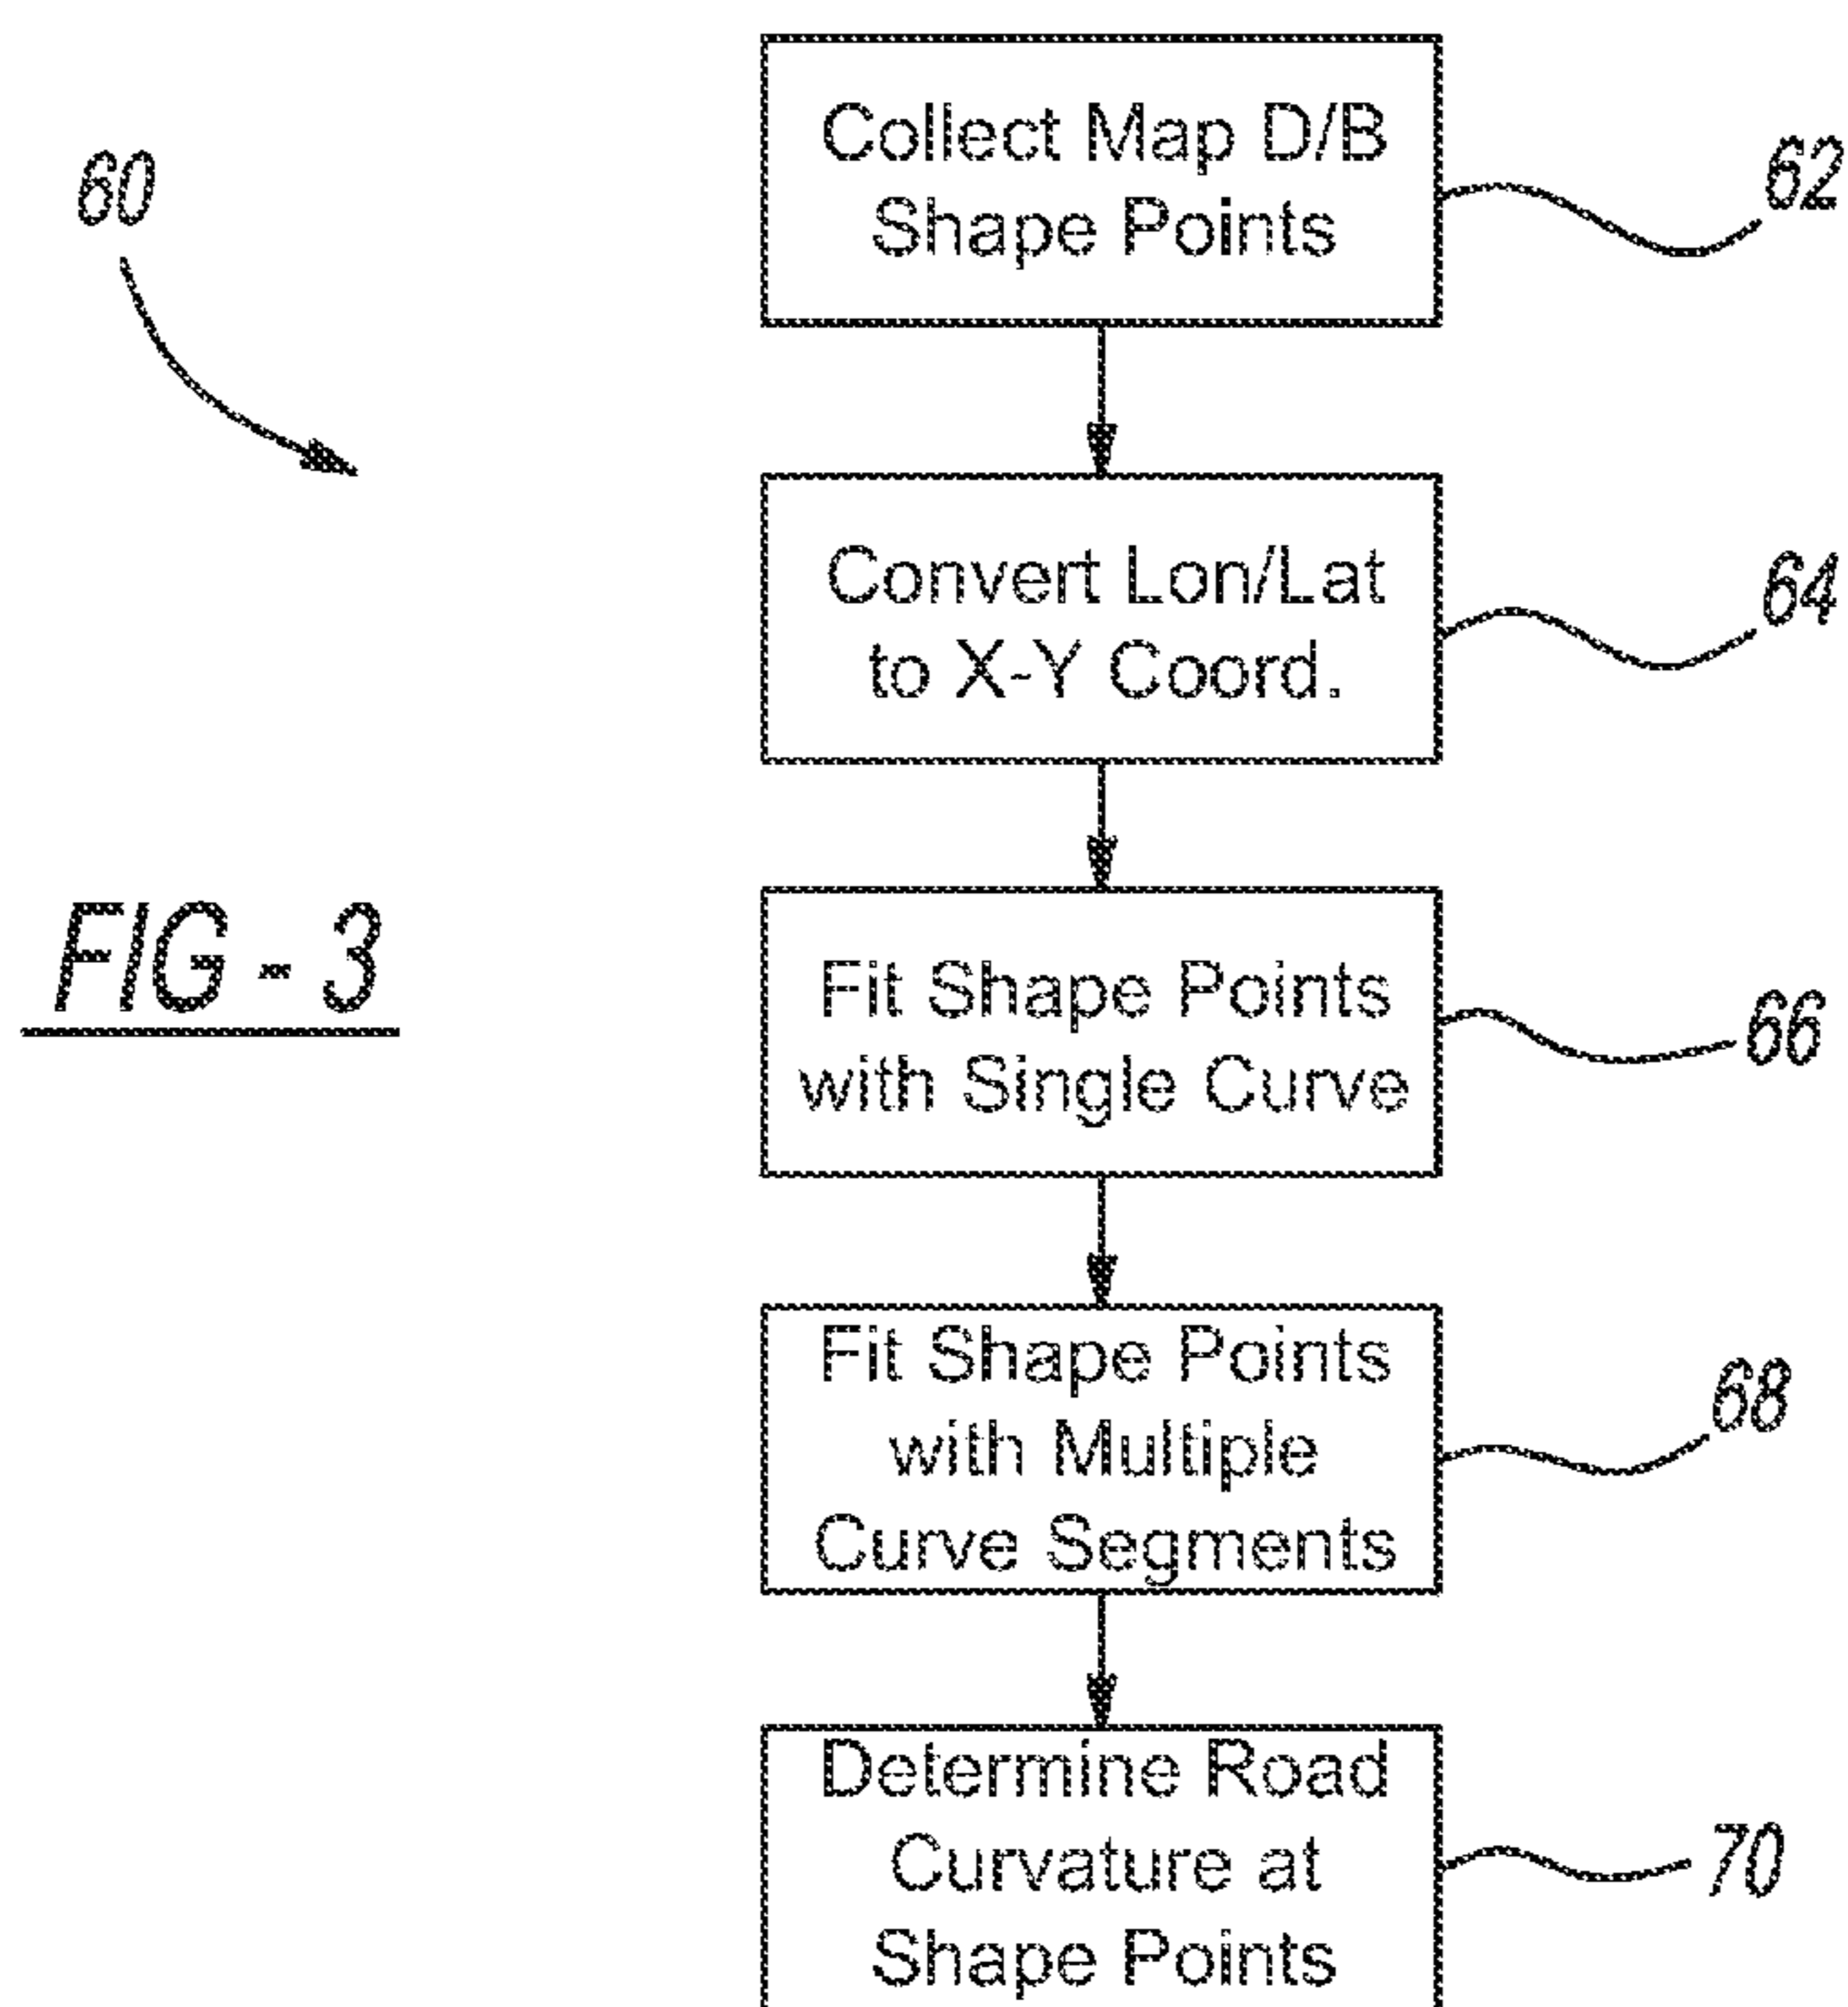 Collect Map D/B
Shape Points
62
60
Convert Lon/Lat
to X-Y Coord.
64
FIG - 3
Fit Shape Points
with Single Curve
66
Fit Shape Points
with Multiple
Curve Segments
68
Determine Road
Curvature at
Shape Points
70